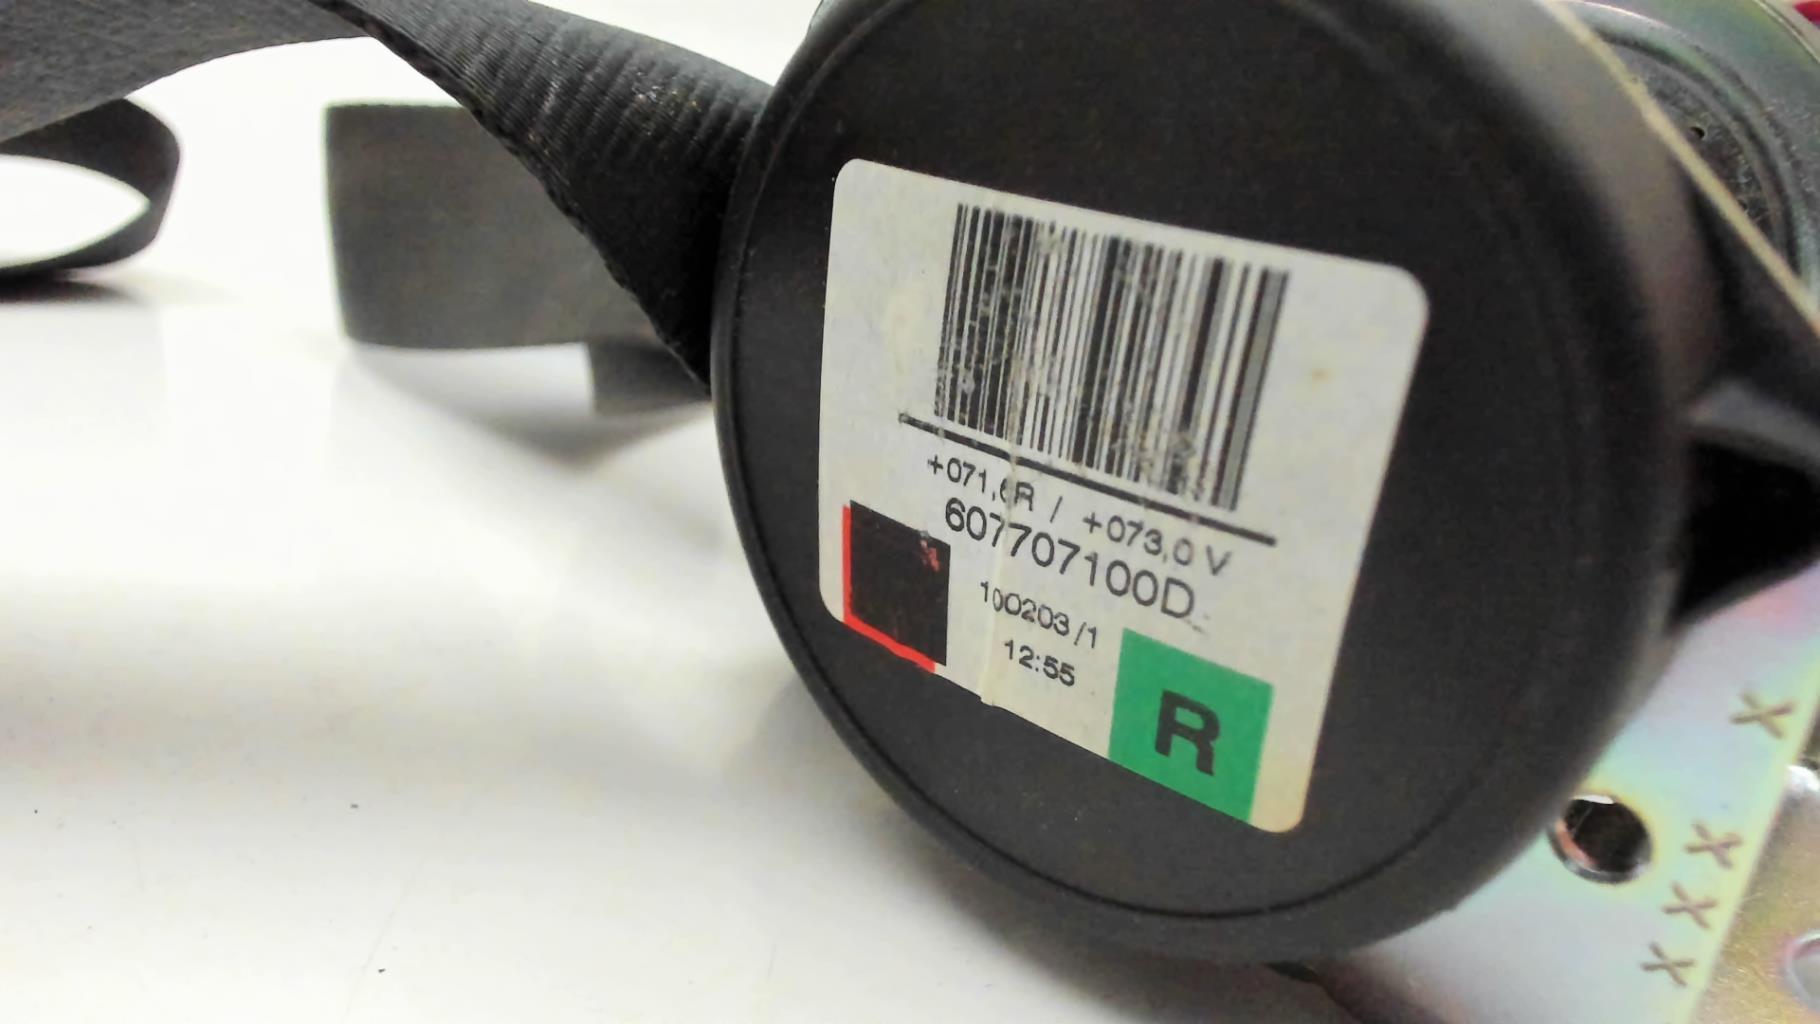 +071,6R / +073,0 V
607707100D
100203/1
12:55
R
X
X
X
X